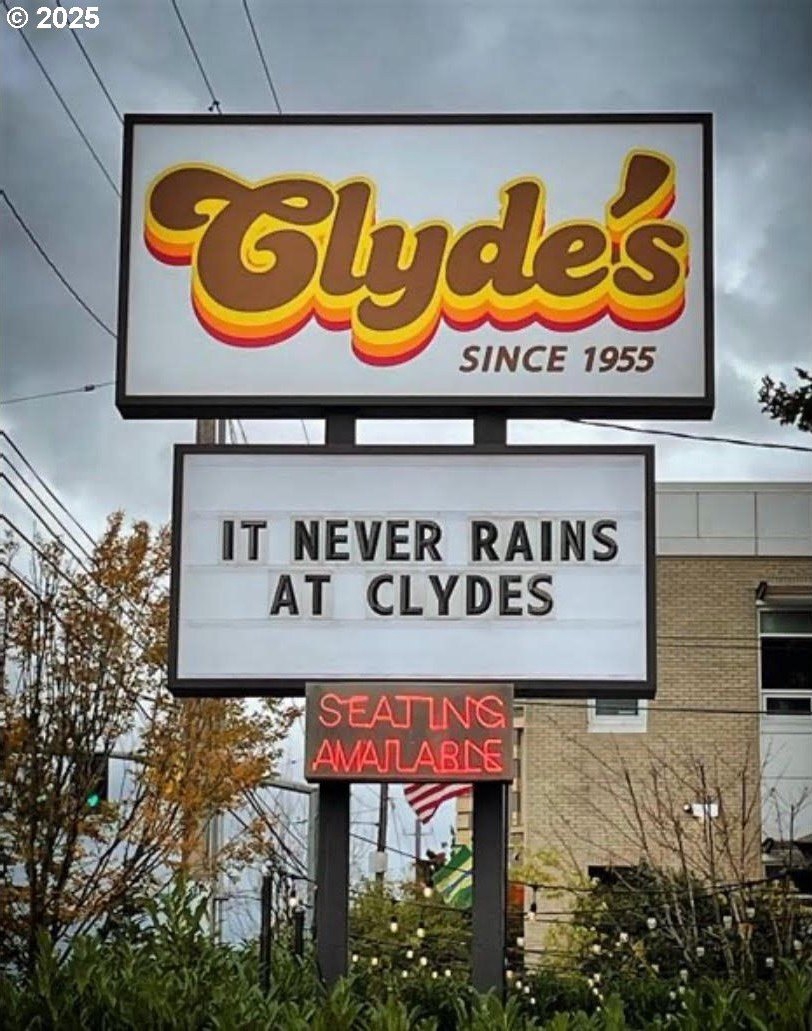 © 2025
Clyde's
SINCE 1955
IT NEVER RAINS
AT CLYDES
SEATING
AVAILABLE